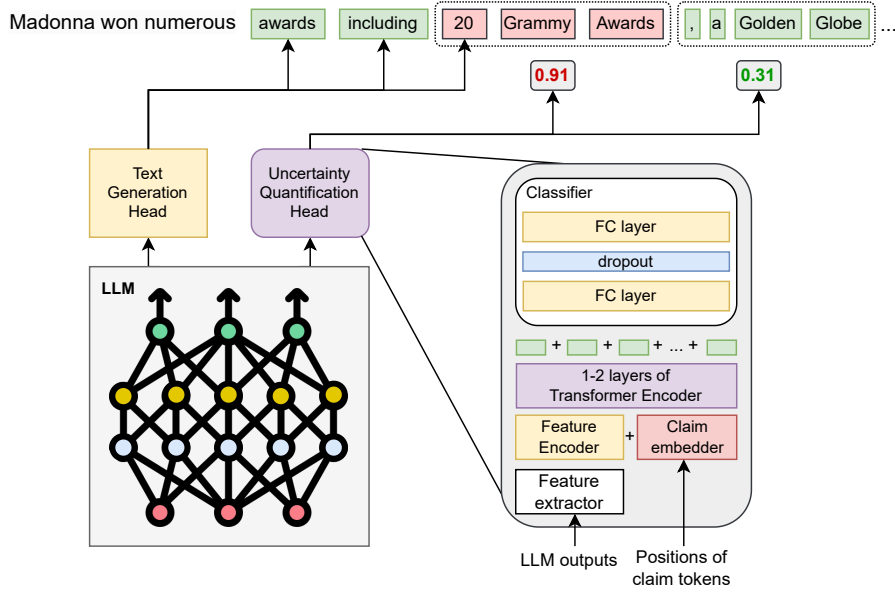 Madonna won numerous awards including 20 Grammy Awards , a Golden Globe ...
0.91 0.31
Text
Generation
Head
Uncertainty
Quantification
Head
LLM
Classifier
FC layer
dropout
FC layer
+ + + ... +
1-2 layers of
Transformer Encoder
Feature
Encoder
+
Claim
embedder
Feature
extractor
LLM outputs
Positions of
claim tokens